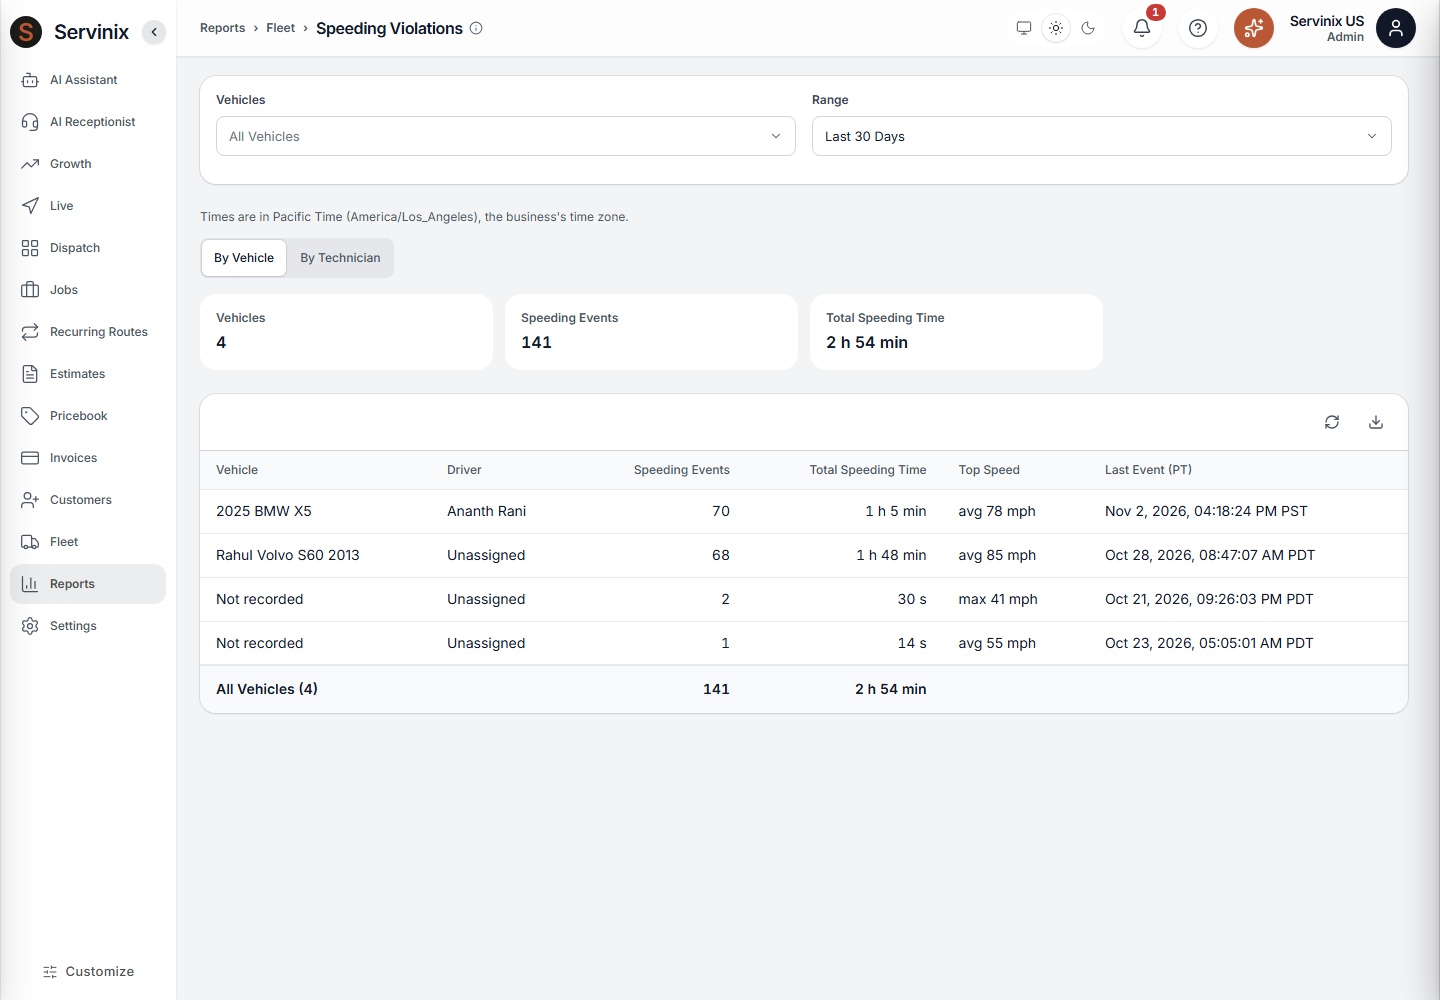 S Servinix
Reports › Fleet › Speeding Violations
1
Servinix US
Admin
AI Assistant
AI Receptionist
Growth
Live
Dispatch
Jobs
Recurring Routes
Estimates
Pricebook
Invoices
Customers
Fleet
Reports
Settings
Customize
Vehicles
All Vehicles
Range
Last 30 Days
Times are in Pacific Time (America/Los_Angeles), the business's time zone.
By Vehicle By Technician
Vehicles
4
Speeding Events
141
Total Speeding Time
2 h 54 min
Vehicle Driver Speeding Events Total Speeding Time Top Speed Last Event (PT)
2025 BMW X5 Ananth Rani 70 1 h 5 min avg 78 mph Nov 2, 2026, 04:18:24 PM PST
Rahul Volvo S60 2013 Unassigned 68 1 h 48 min avg 85 mph Oct 28, 2026, 08:47:07 AM PDT
Not recorded Unassigned 2 30 s max 41 mph Oct 21, 2026, 09:26:03 PM PDT
Not recorded Unassigned 1 14 s avg 55 mph Oct 23, 2026, 05:05:01 AM PDT
All Vehicles (4) 141 2 h 54 min